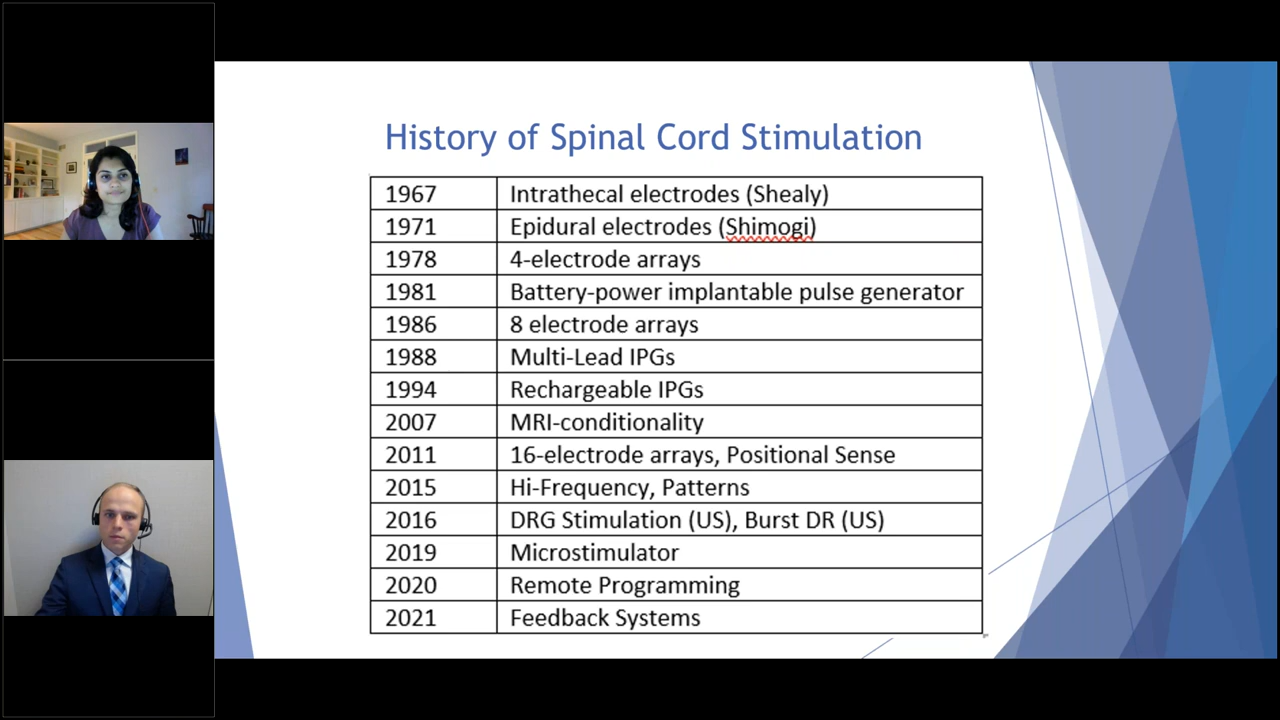 History of Spinal Cord Stimulation
1967 Intrathecal electrodes (Shealy)
1971 Epidural electrodes (Shimogi)
1978 4-electrode arrays
1981 Battery-power implantable pulse generator
1986 8 electrode arrays
1988 Multi-Lead IPGs
1994 Rechargeable IPGs
2007 MRI-conditionality
2011 16-electrode arrays, Positional Sense
2015 Hi-Frequency, Patterns
2016 DRG Stimulation (US), Burst DR (US)
2019 Microstimulator
2020 Remote Programming
2021 Feedback Systems